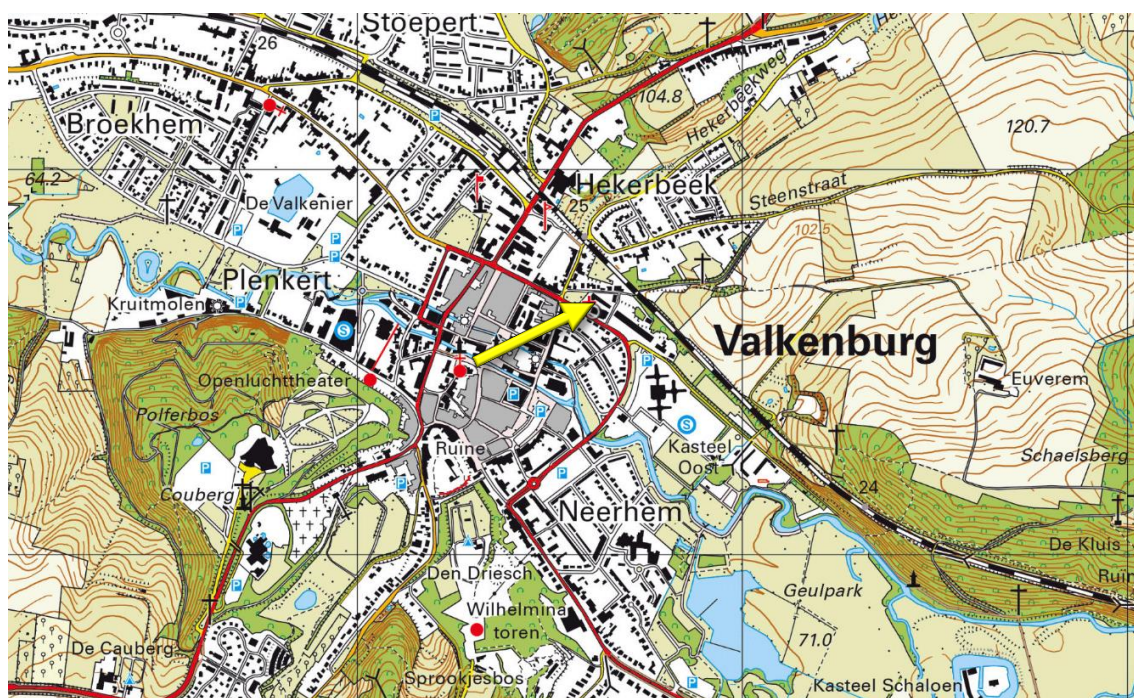 Stoepert
26
104.8
Hekerbeekweg
120.7
Broekhem
64.2
De Valkenier
Hekerbeek
25
Steenstraat
102.5
Plenkert
Kruitmolen
S
Valkenburg
Openluchttheater
Euverem
Polferbos
Ruine
Kasteel
Oost
Schaelsberg
Couberg
24
Neerhem
De Kluis
Den Driesch
Geulpark
Ruin
Wilhelmina
toren
71.0
De Cauberg
Sprookjesbos
Kasteel Schaloen
P